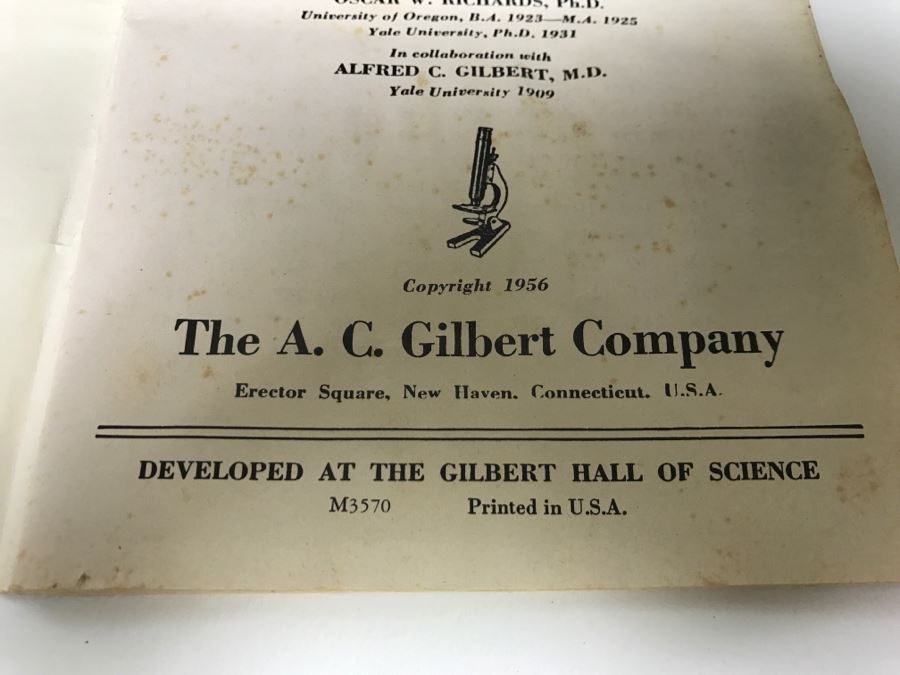 OSCAR W. RICHARDS, Ph.D.
University of Oregon, B.A. 1923—M.A. 1925
Yale University, Ph.D. 1931
In collaboration with
ALFRED C. GILBERT, M.D.
Yale University 1909
Copyright 1956
The A. C. Gilbert Company
Erector Square, New Haven. Connecticut. U.S.A.
DEVELOPED AT THE GILBERT HALL OF SCIENCE
M3570 Printed in U.S.A.